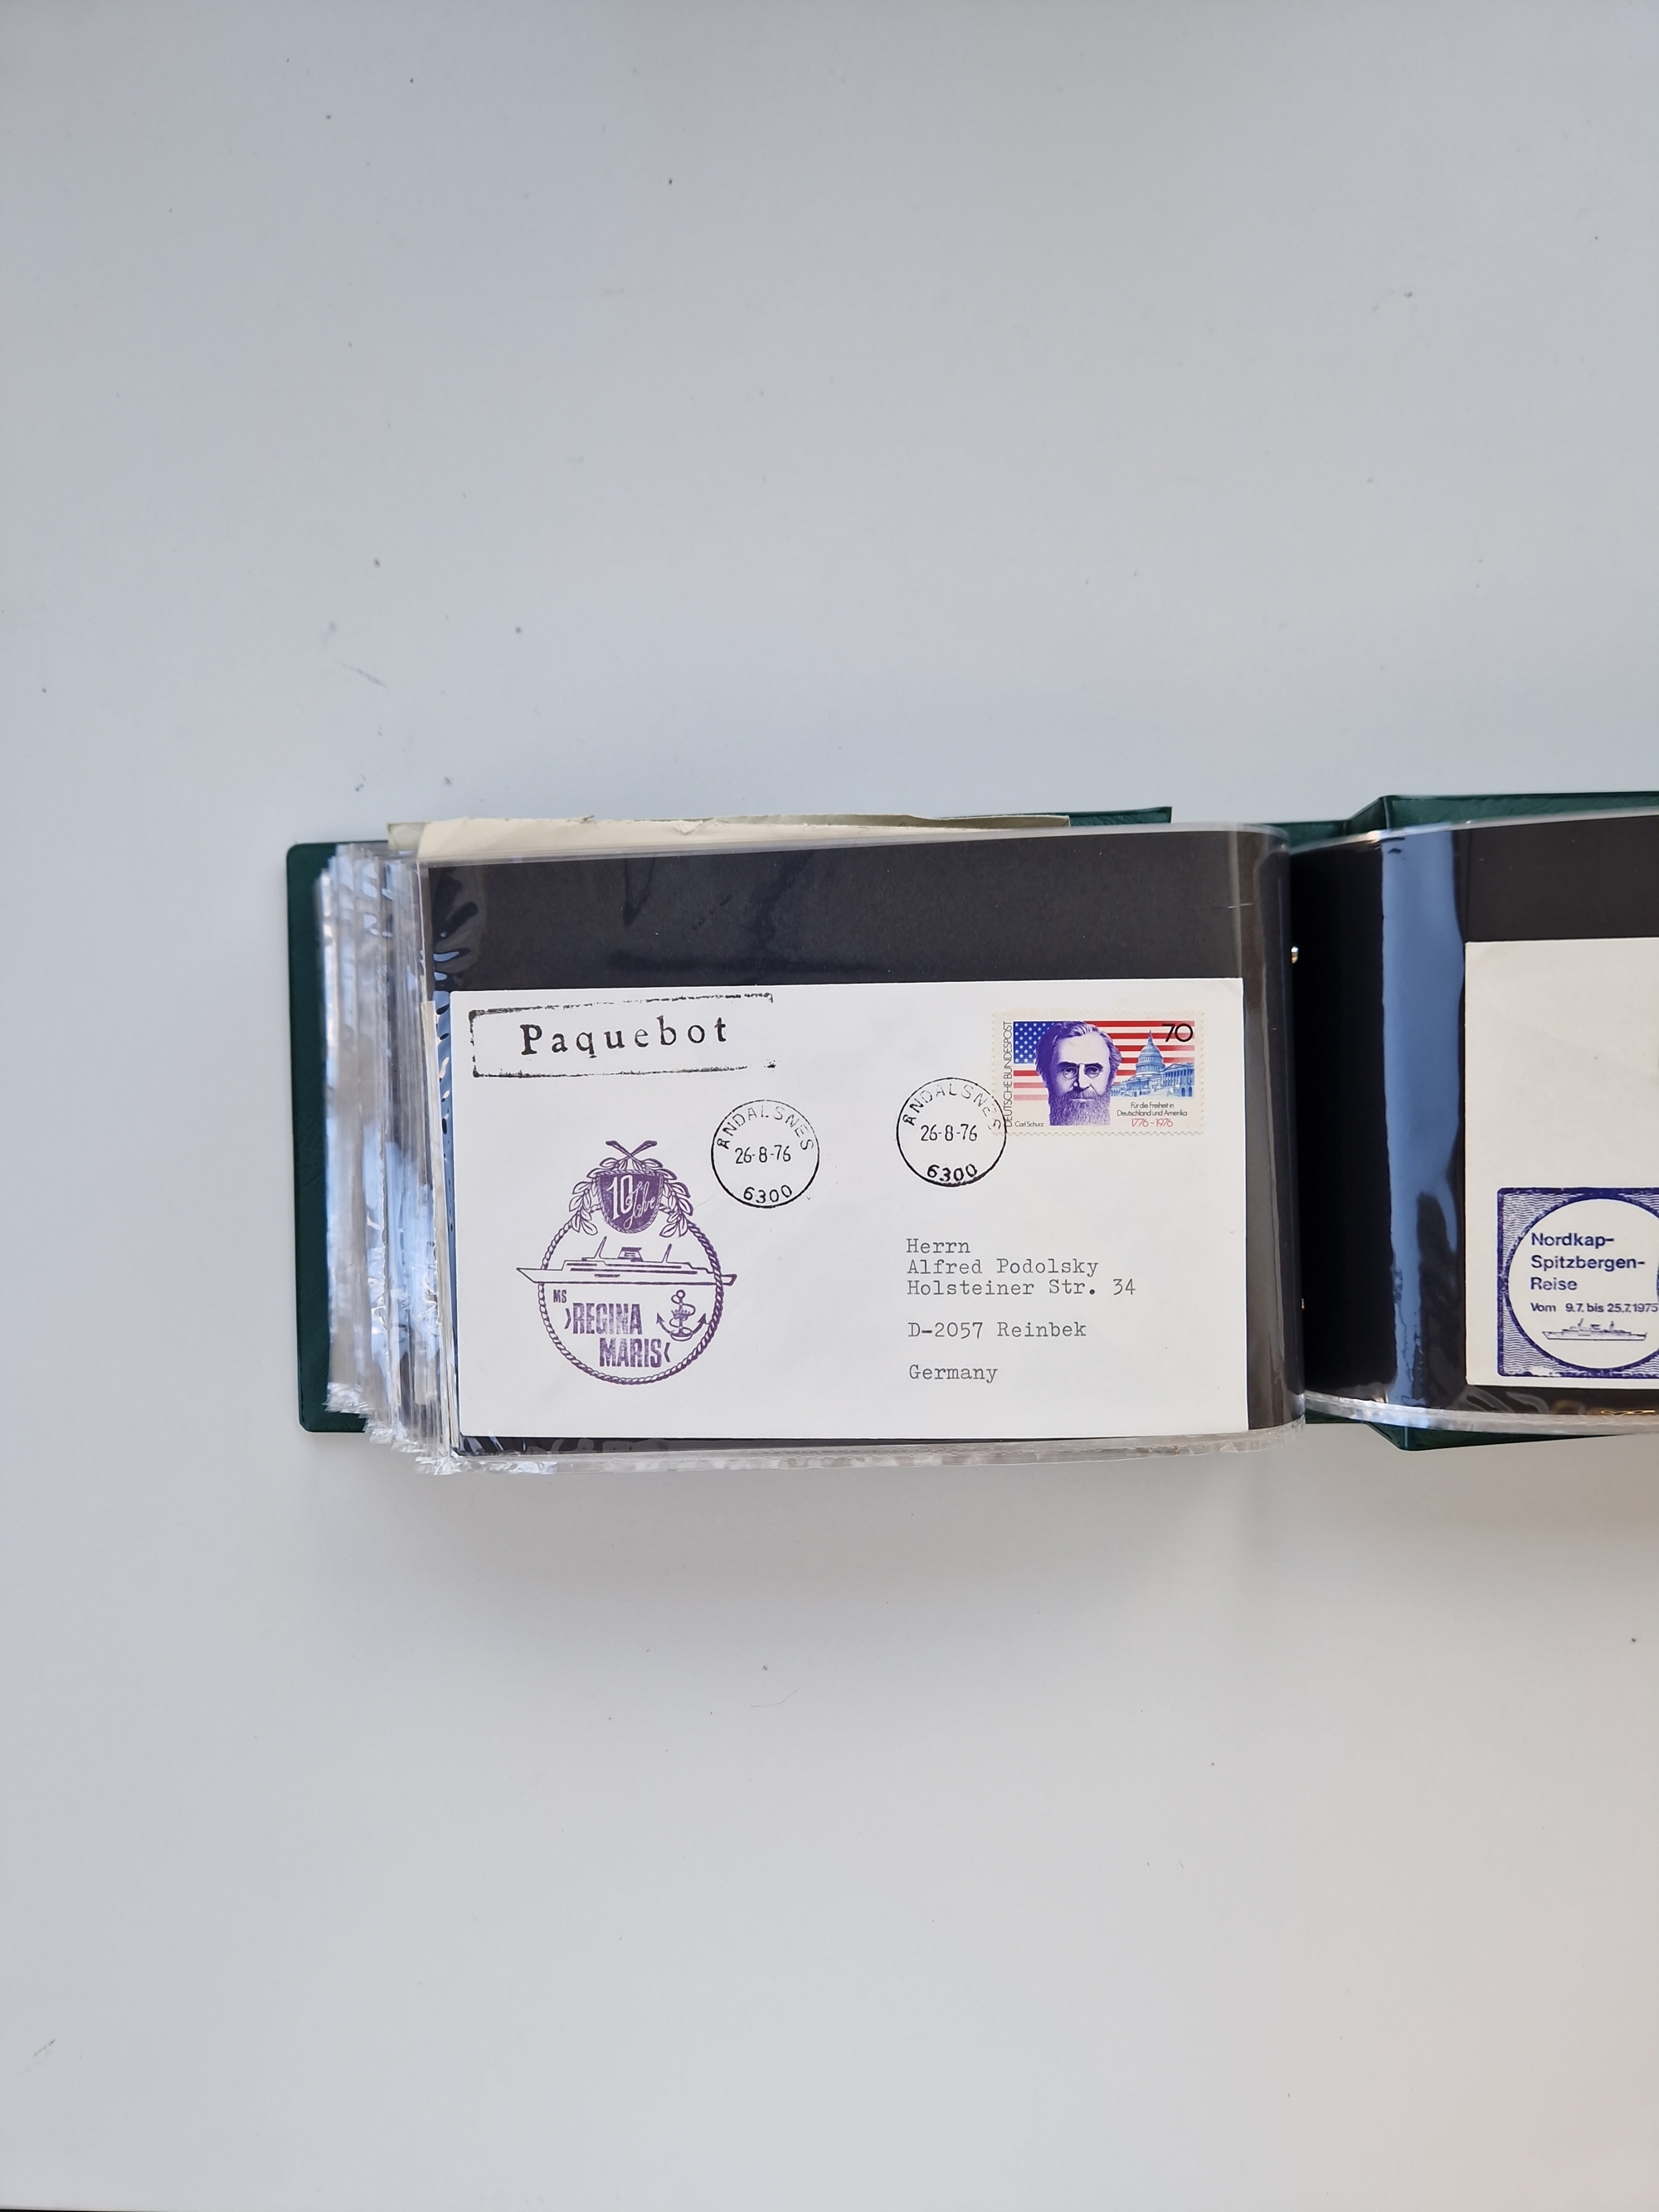 Paquebot
DEUTSCHE BUNDESPOST
70
Für die Freiheit in
Deutschland und Amerika
1776-1976
Carl Schurz
ÅNDALSNES
26-8-76
6300
ÅNDALSNES
26-8-76
6300
10
Jahre
MS
REGINA
MARIS
Herrn
Alfred Podolsky
Holsteiner Str. 34
D-2057 Reinbek
Germany
Nordkap-
Spitzbergen-
Reise
Vom 9.7. bis 25.7.1975